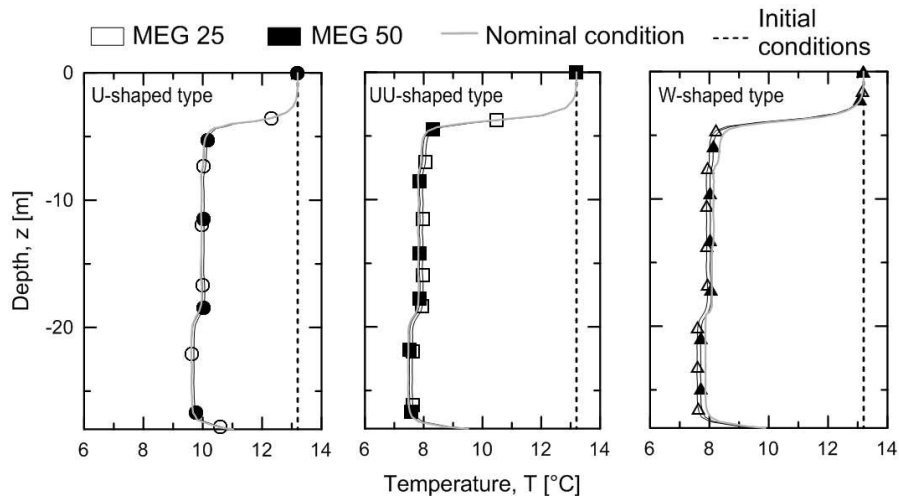 MEG 25 MEG 50 Nominal condition Initial conditions
U-shaped type UU-shaped type W-shaped type
Depth, z [m]
0
-10
-20
6 8 10 12 14 6 8 10 12 14 6 8 10 12 14
Temperature, T [°C]